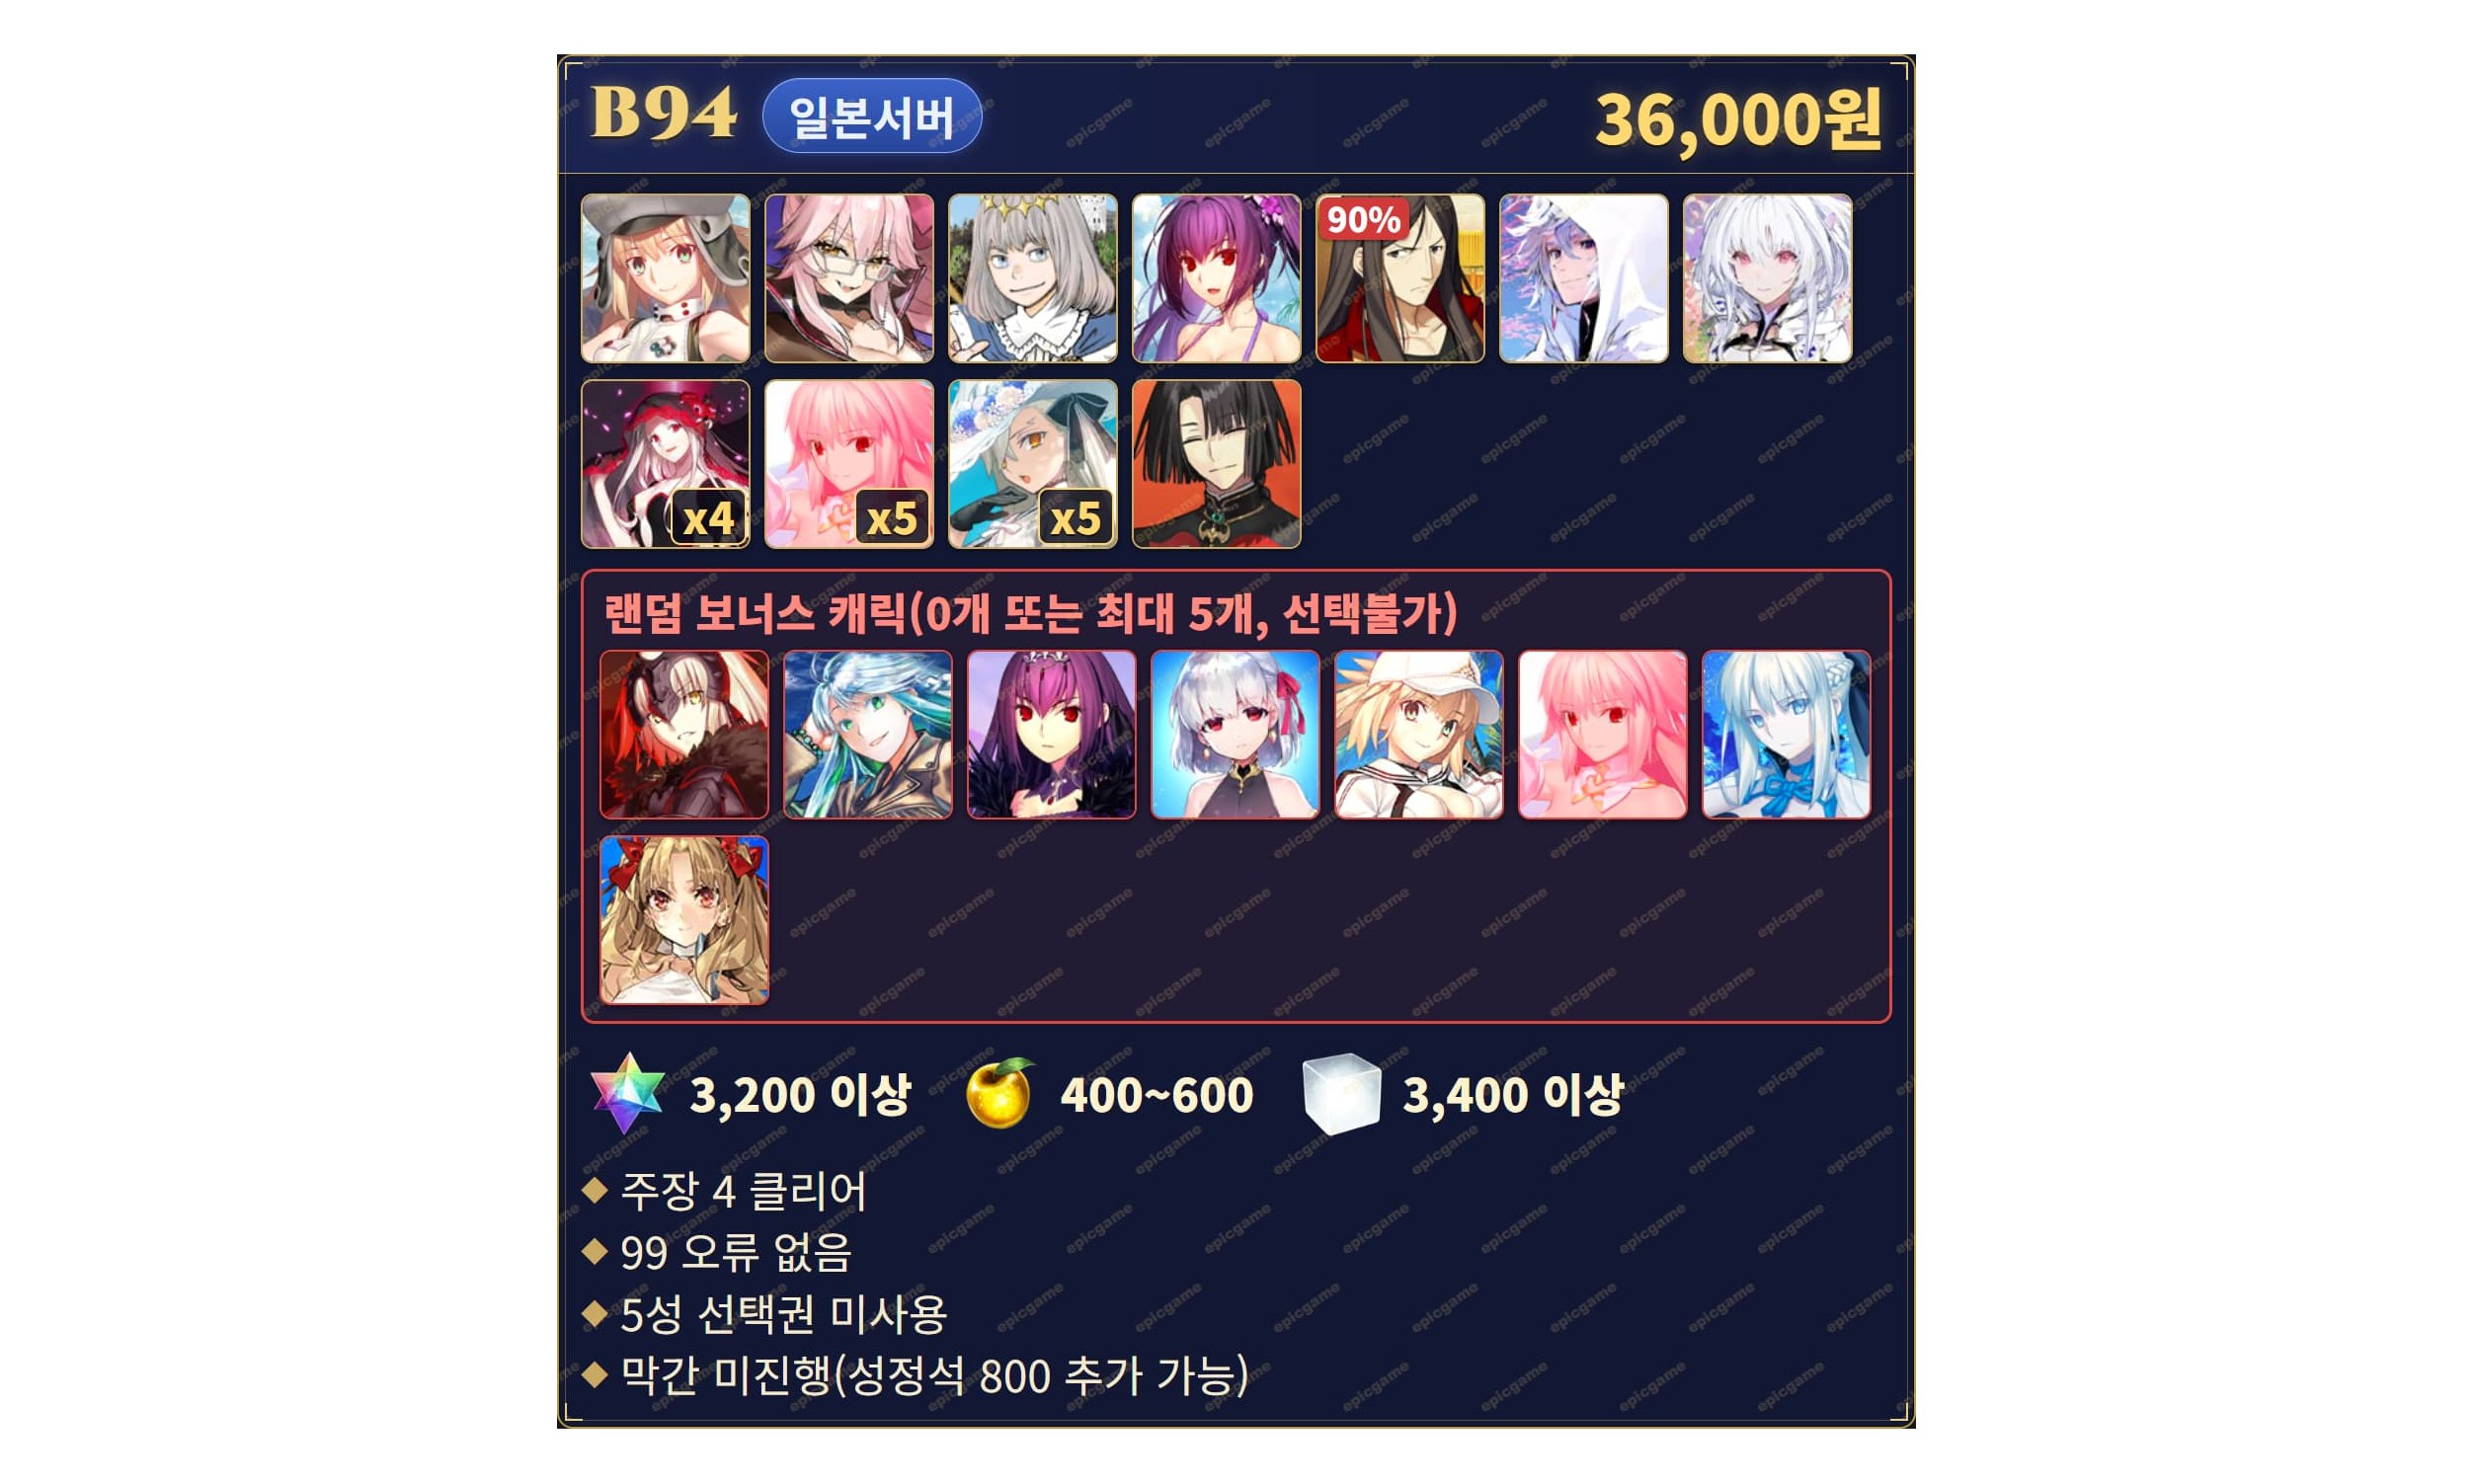 B94 일본서버 36,000원
90%
x4 x5 x5
랜덤 보너스 캐릭(0개 또는 최대 5개, 선택불가)
3,200 이상 400~600 3,400 이상
주장 4 클리어
99 오류 없음
5성 선택권 미사용
막간 미진행(성정석 800 추가 가능)
epicgame